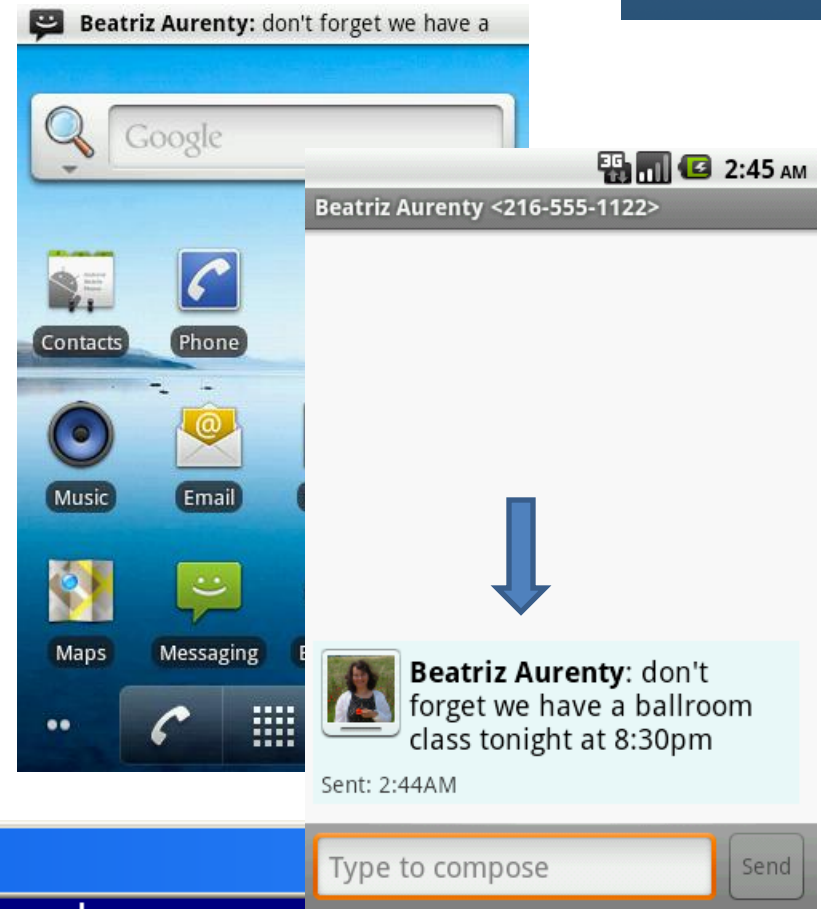 Beatriz Aurenty: don't forget we have a
Google
Contacts
Phone
Music
Email
Maps
Messaging
3G
2:45 AM
Beatriz Aurenty <216-555-1122>
Beatriz Aurenty: don't
forget we have a ballroom
class tonight at 8:30pm
Sent: 2:44AM
Type to compose
Send